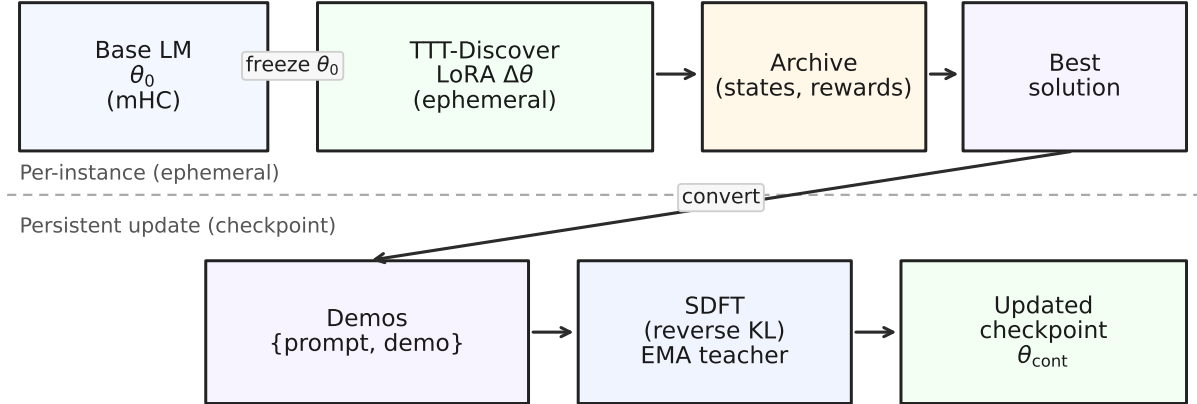 Base LM
θ₀
(mHC)
freeze θ₀
TTT-Discover
LoRA Δθ
(ephemeral)
Archive
(states, rewards)
Best
solution
Per-instance (ephemeral)
convert
Persistent update (checkpoint)
Demos
{prompt, demo}
SDFT
(reverse KL)
EMA teacher
Updated
checkpoint
θcont